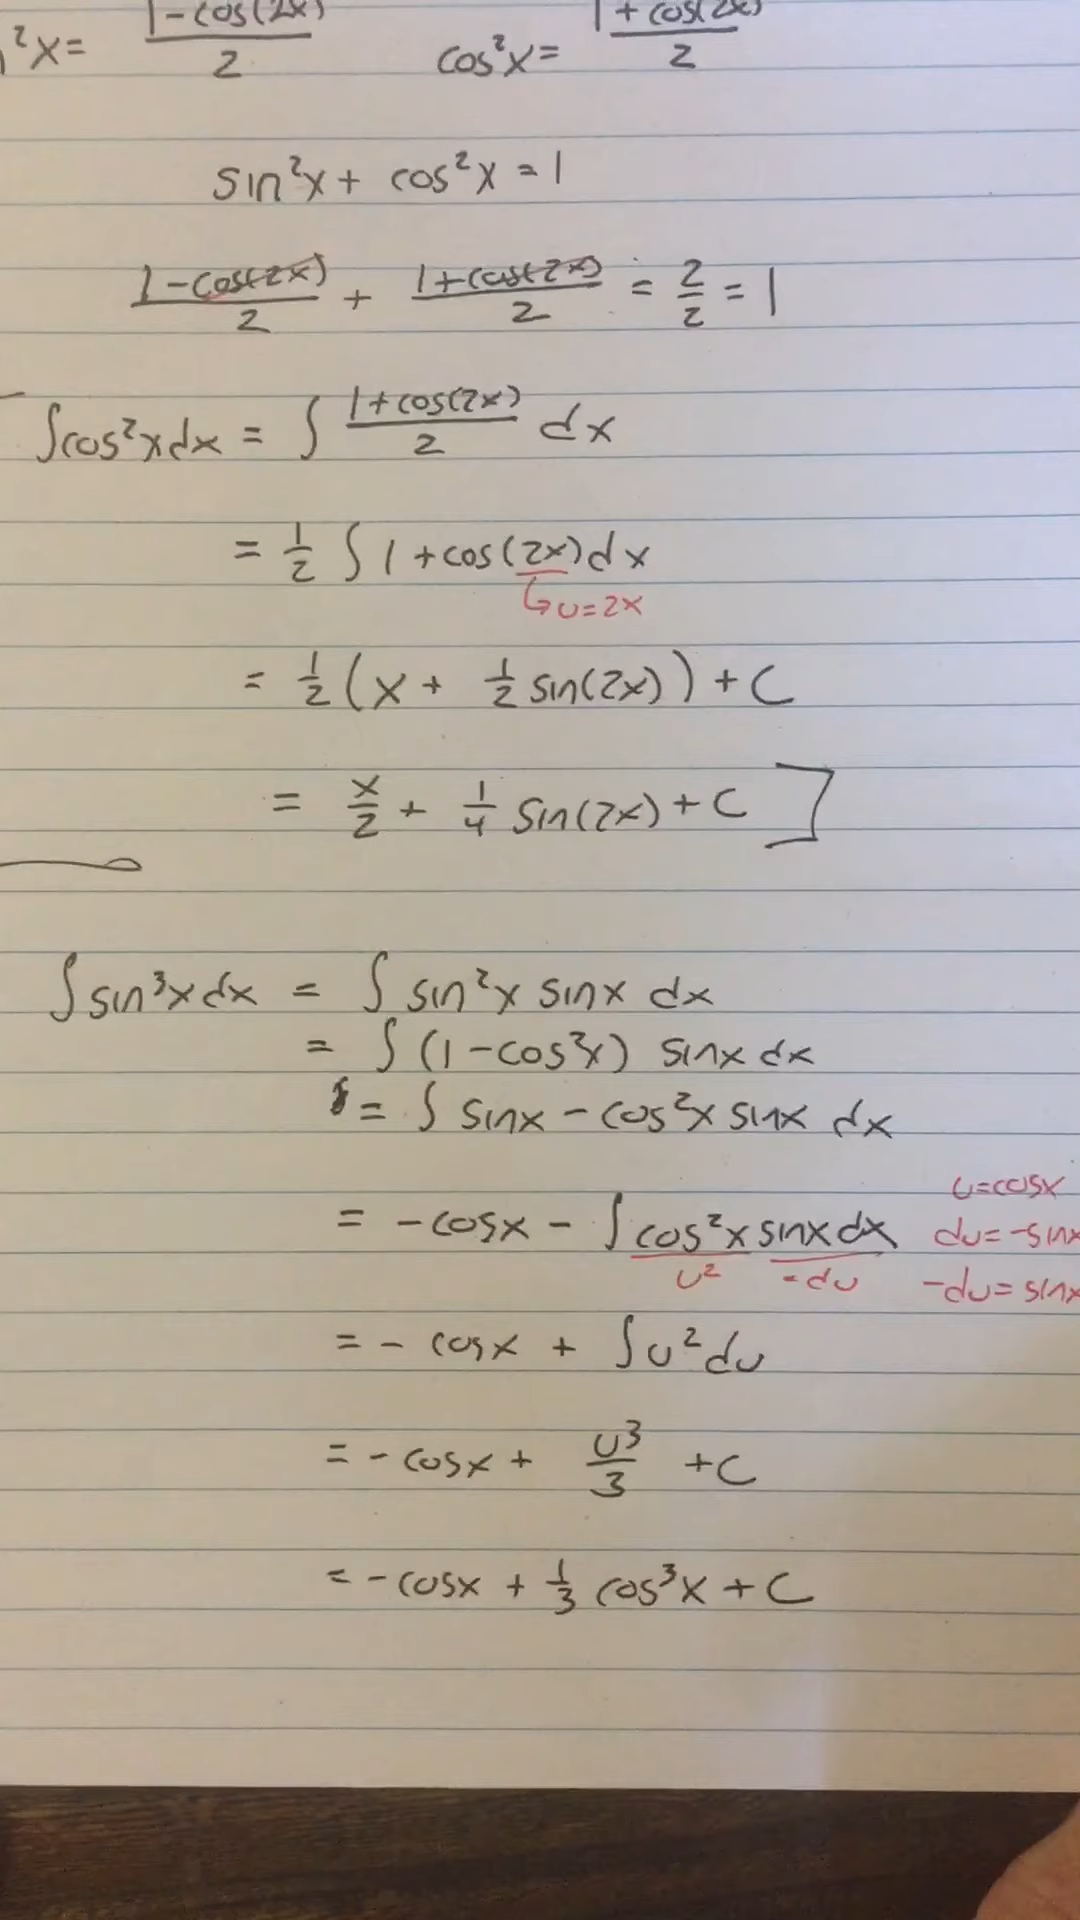 ²x = 1-cos(2x)/2    cos²x = 1+cos(2x)/2
sin²x + cos²x = 1
1-cos(2x)/2 + 1+cos(2x)/2 = 2/2 = 1
∫cos²x dx = ∫ 1+cos(2x)/2 dx
= 1/2 ∫ 1 + cos(2x) dx
↳ u=2x
= 1/2 (x + 1/2 sin(2x)) + C
= x/2 + 1/4 sin(2x) + C ]
∫sin³x dx = ∫ sin²x sinx dx
= ∫ (1-cos²x) sinx dx
= ∫ sinx - cos²x sinx dx
u=cosx
= -cosx - ∫ cos²x sinx dx    du=-sinx
u²    -du    -du=sinx
= -cosx + ∫u²du
= -cosx + u³/3 + C
= -cosx + 1/3 cos³x + C